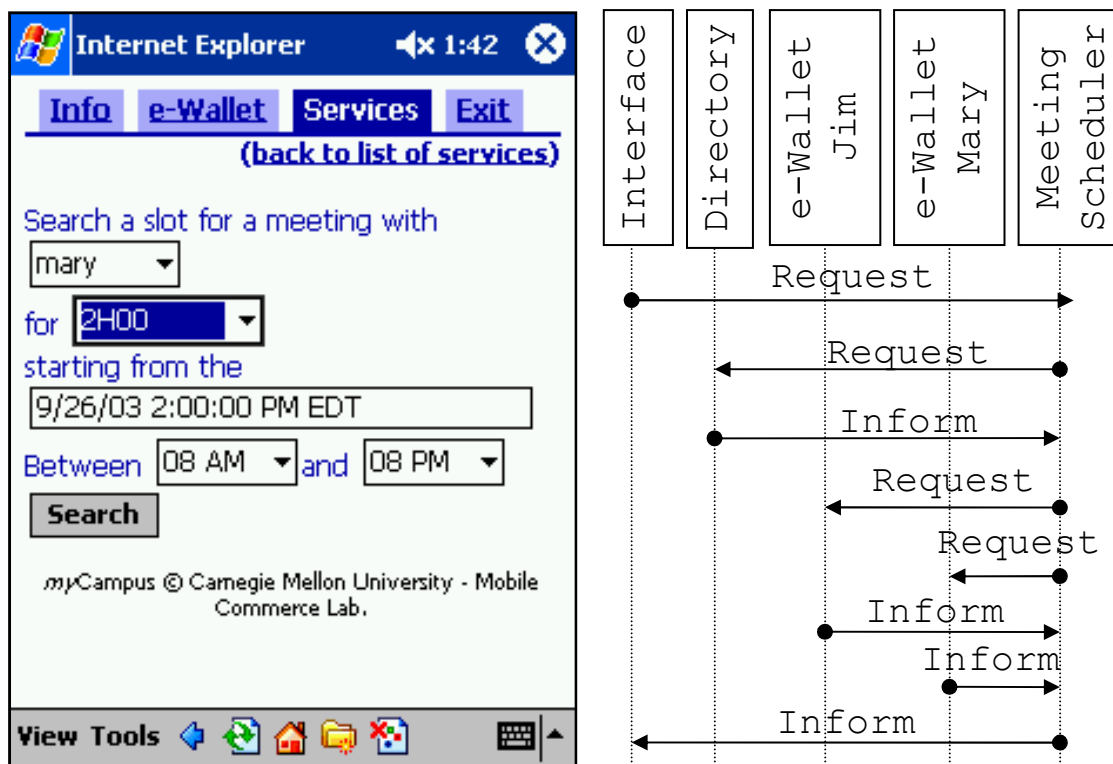 Internet Explorer 1:42
Info e-Wallet Services Exit
(back to list of services)
Search a slot for a meeting with
mary
for 2H00
starting from the
9/26/03 2:00:00 PM EDT
Between 08 AM and 08 PM
Search
myCampus © Carnegie Mellon University - Mobile
Commerce Lab.
View Tools
Interface
Directory
e-Wallet
Jim
e-Wallet
Mary
Meeting
Scheduler
Request
Request
Inform
Request
Request
Inform
Inform
Inform